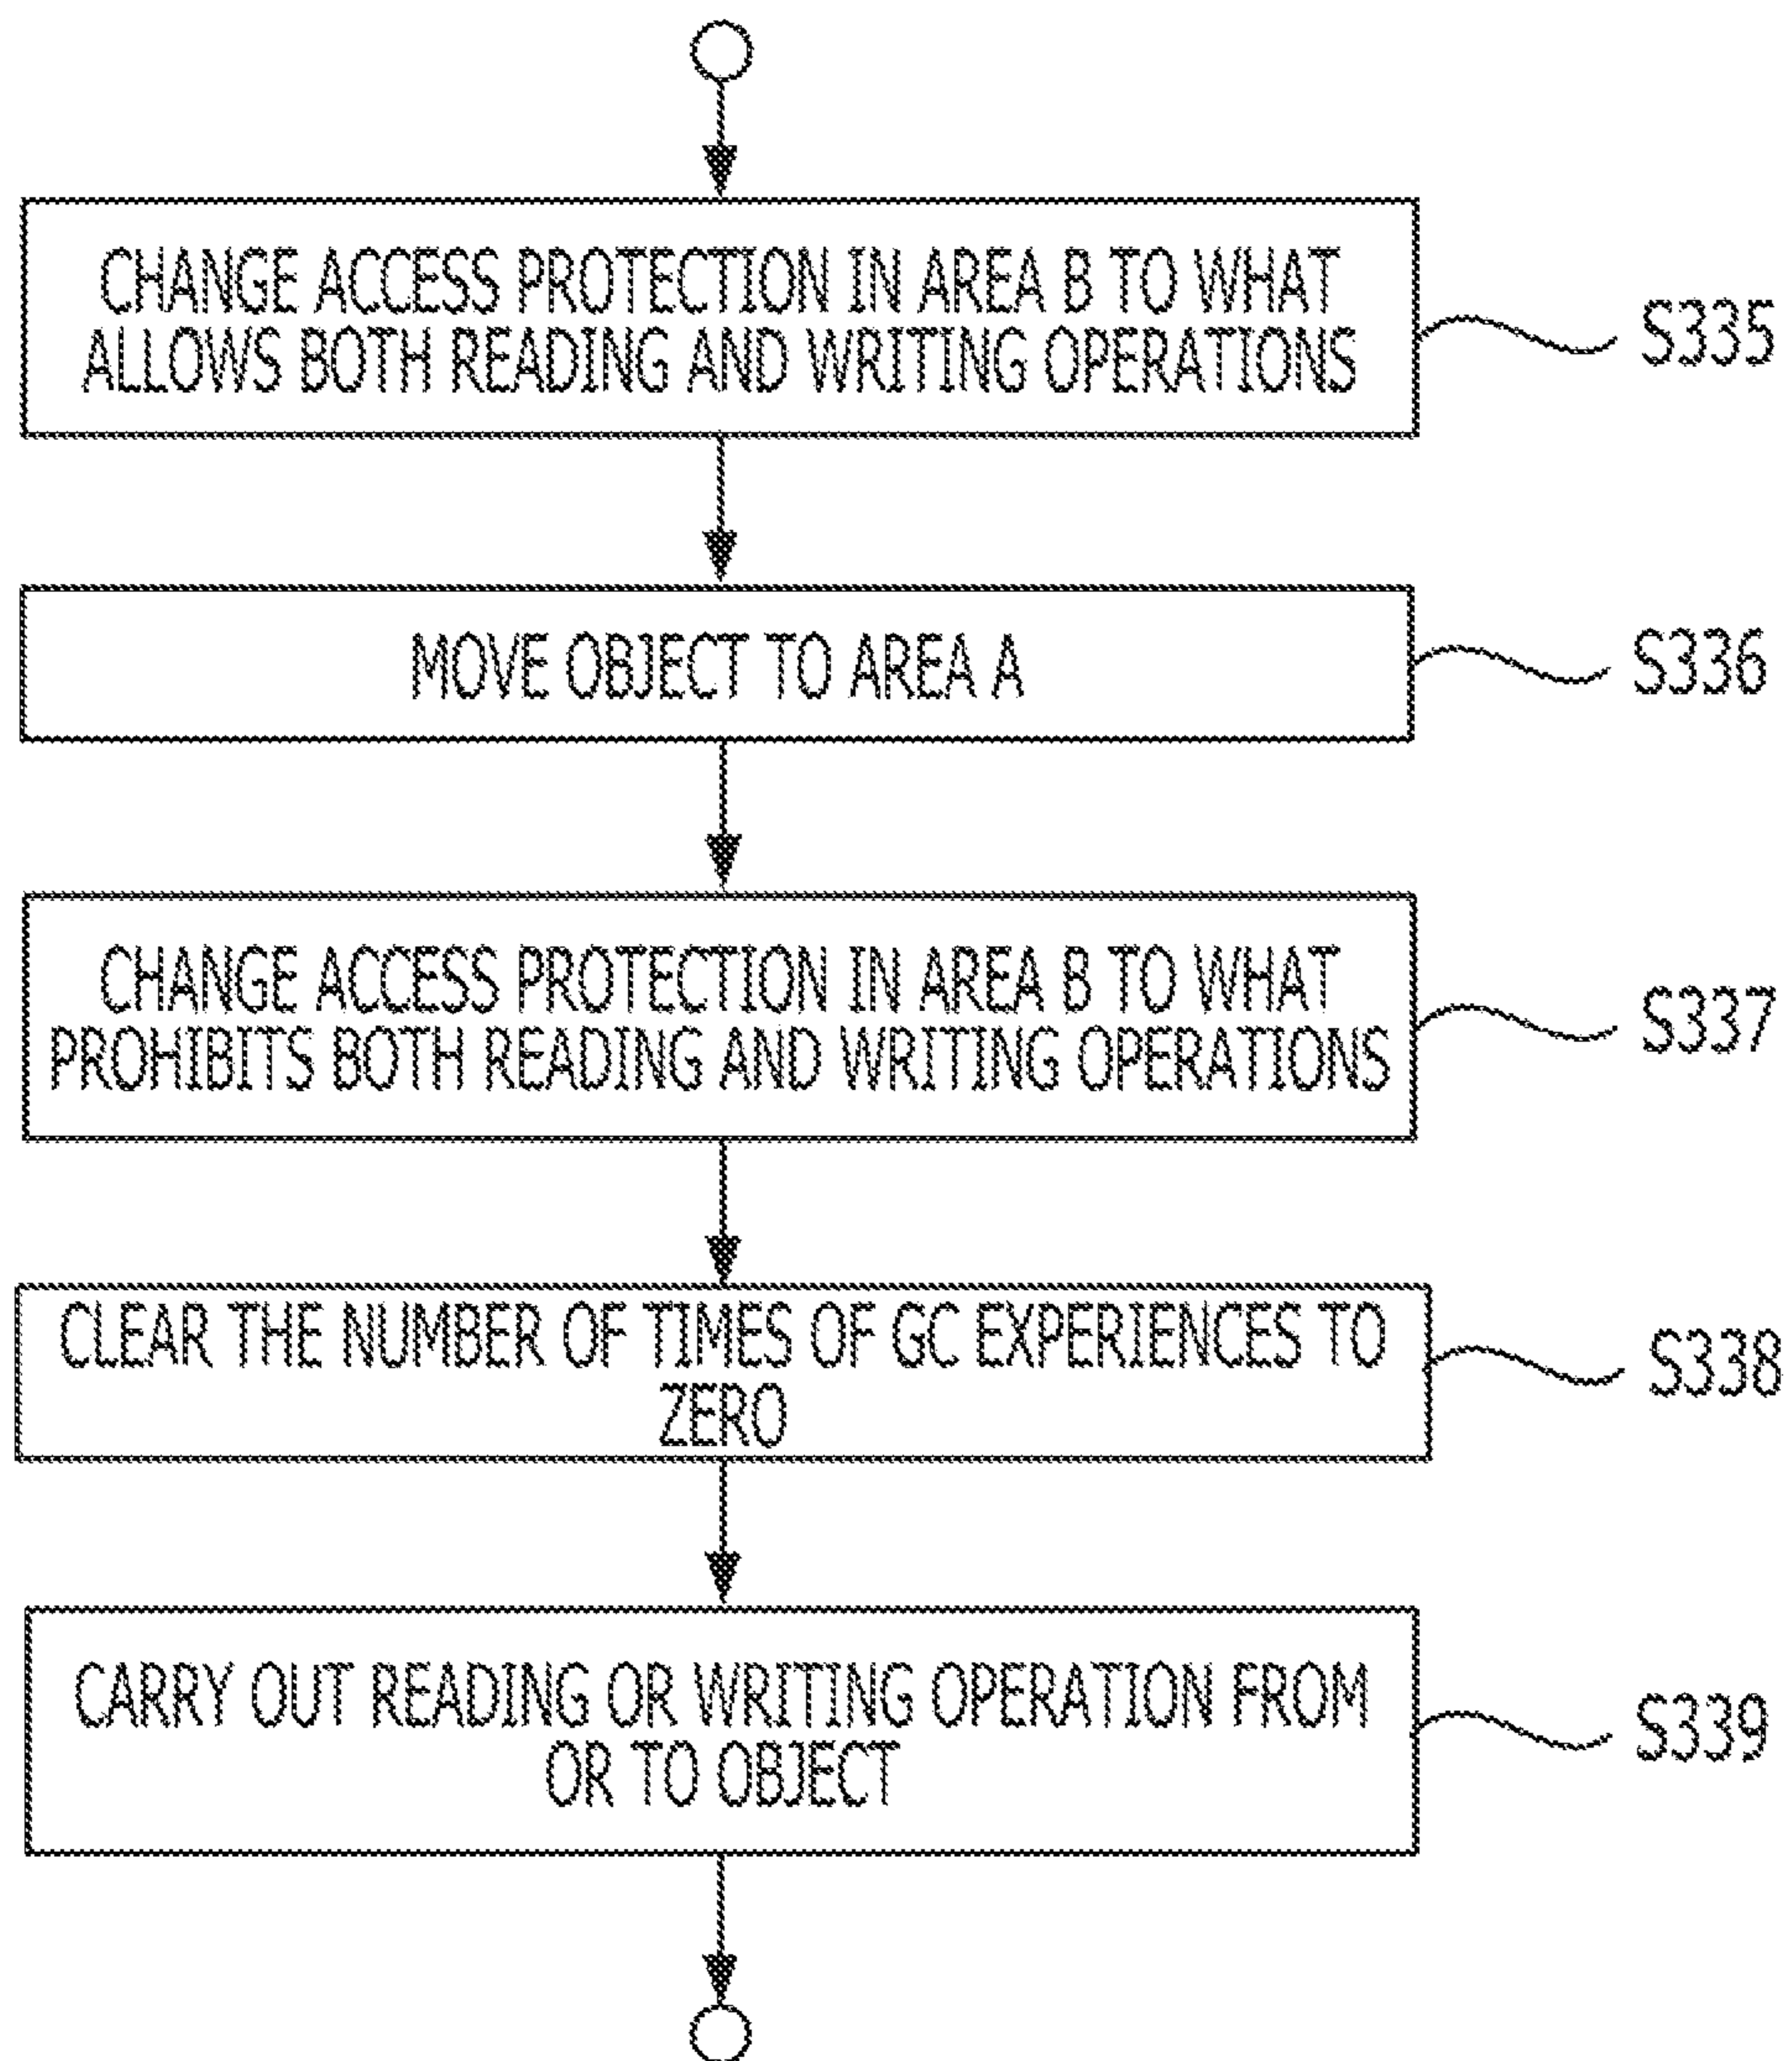 CHANGE ACCESS PROTECTION IN AREA B TO WHAT
ALLOWS BOTH READING AND WRITING OPERATIONS
S335
MOVE OBJECT TO AREA A
S336
CHANGE ACCESS PROTECTION IN AREA B TO WHAT
PROHIBITS BOTH READING AND WRITING OPERATIONS
S337
CLEAR THE NUMBER OF TIMES OF GC EXPERIENCES TO
ZERO
S338
CARRY OUT READING OR WRITING OPERATION FROM
OR TO OBJECT
S339